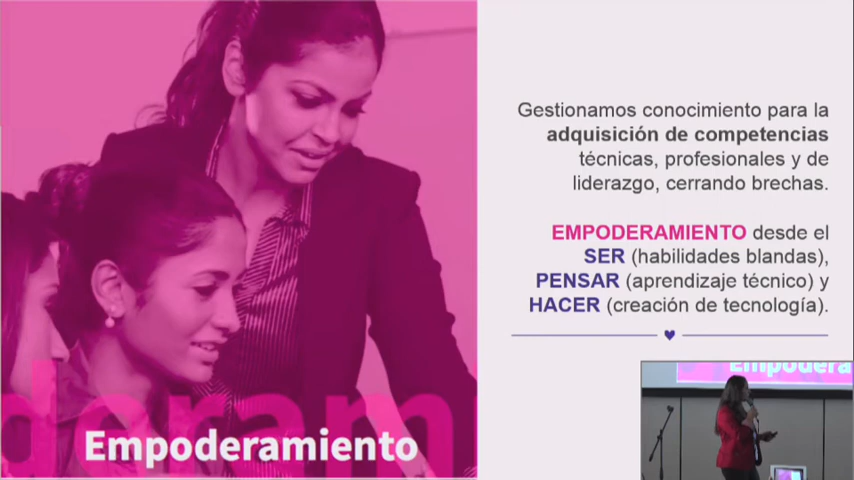 Gestionamos conocimiento para la
adquisición de competencias
técnicas, profesionales y de
liderazgo, cerrando brechas.
EMPODERAMIENTO desde el
SER (habilidades blandas),
PENSAR (aprendizaje técnico) y
HACER (creación de tecnología).
doram
Empoderamiento
Empodera